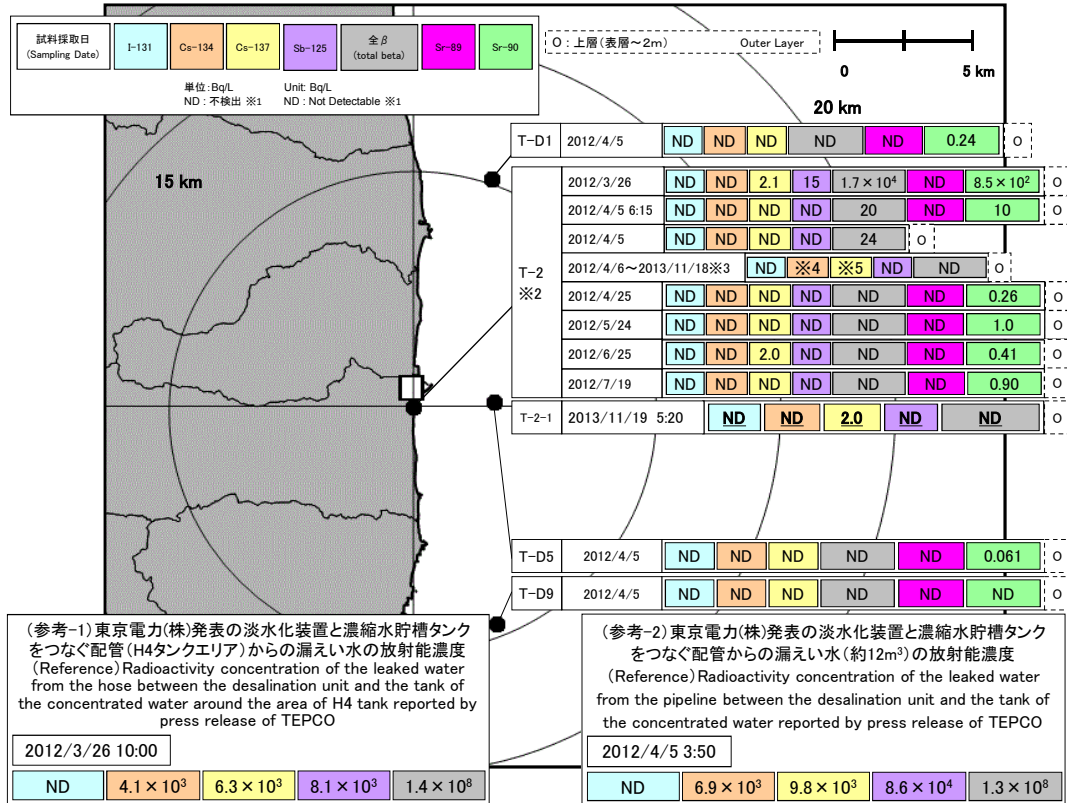 試料採取日
(Sampling Date)
I-131
Cs-134
Cs-137
Sb-125
全β
(total beta)
Sr-89
Sr-90
単位:Bq/L Unit: Bq/L
ND : 不検出 ※1 ND : Not Detectable ※1
O : 上層(表層~2m) Outer Layer
0 5 km
20 km
15 km
T-D1 2012/4/5 ND ND ND ND ND 0.24 O
T-2
※2
2012/3/26 ND ND 2.1 15 1.7×10⁴ ND 8.5×10² O
2012/4/5 6:15 ND ND ND ND 20 ND 10 O
2012/4/5 ND ND ND ND 24 O
2012/4/6~2013/11/18※3 ND ※4 ※5 ND ND O
2012/4/25 ND ND ND ND ND ND 0.26 O
2012/5/24 ND ND ND ND ND ND 1.0 O
2012/6/25 ND ND 2.0 ND ND ND 0.41 O
2012/7/19 ND ND ND ND ND ND 0.90 O
T-2-1 2013/11/19 5:20 ND ND 2.0 ND ND O
T-D5 2012/4/5 ND ND ND ND ND 0.061 O
T-D9 2012/4/5 ND ND ND ND ND ND O
(参考-1)東京電力(株)発表の淡水化装置と濃縮水貯槽タンク
をつなぐ配管(H4タンクエリア)からの漏えい水の放射能濃度
(Reference)Radioactivity concentration of the leaked water
from the hose between the desalination unit and the tank of
the concentrated water around the area of H4 tank reported by
press release of TEPCO
2012/3/26 10:00
ND 4.1×10³ 6.3×10³ 8.1×10³ 1.4×10⁸
(参考-2)東京電力(株)発表の淡水化装置と濃縮水貯槽タンク
をつなぐ配管からの漏えい水(約12m³)の放射能濃度
(Reference)Radioactivity concentration of the leaked water
from the pipeline between the desalination unit and the tank of
the concentrated water reported by press release of TEPCO
2012/4/5 3:50
ND 6.9×10³ 9.8×10³ 8.6×10⁴ 1.3×10⁸